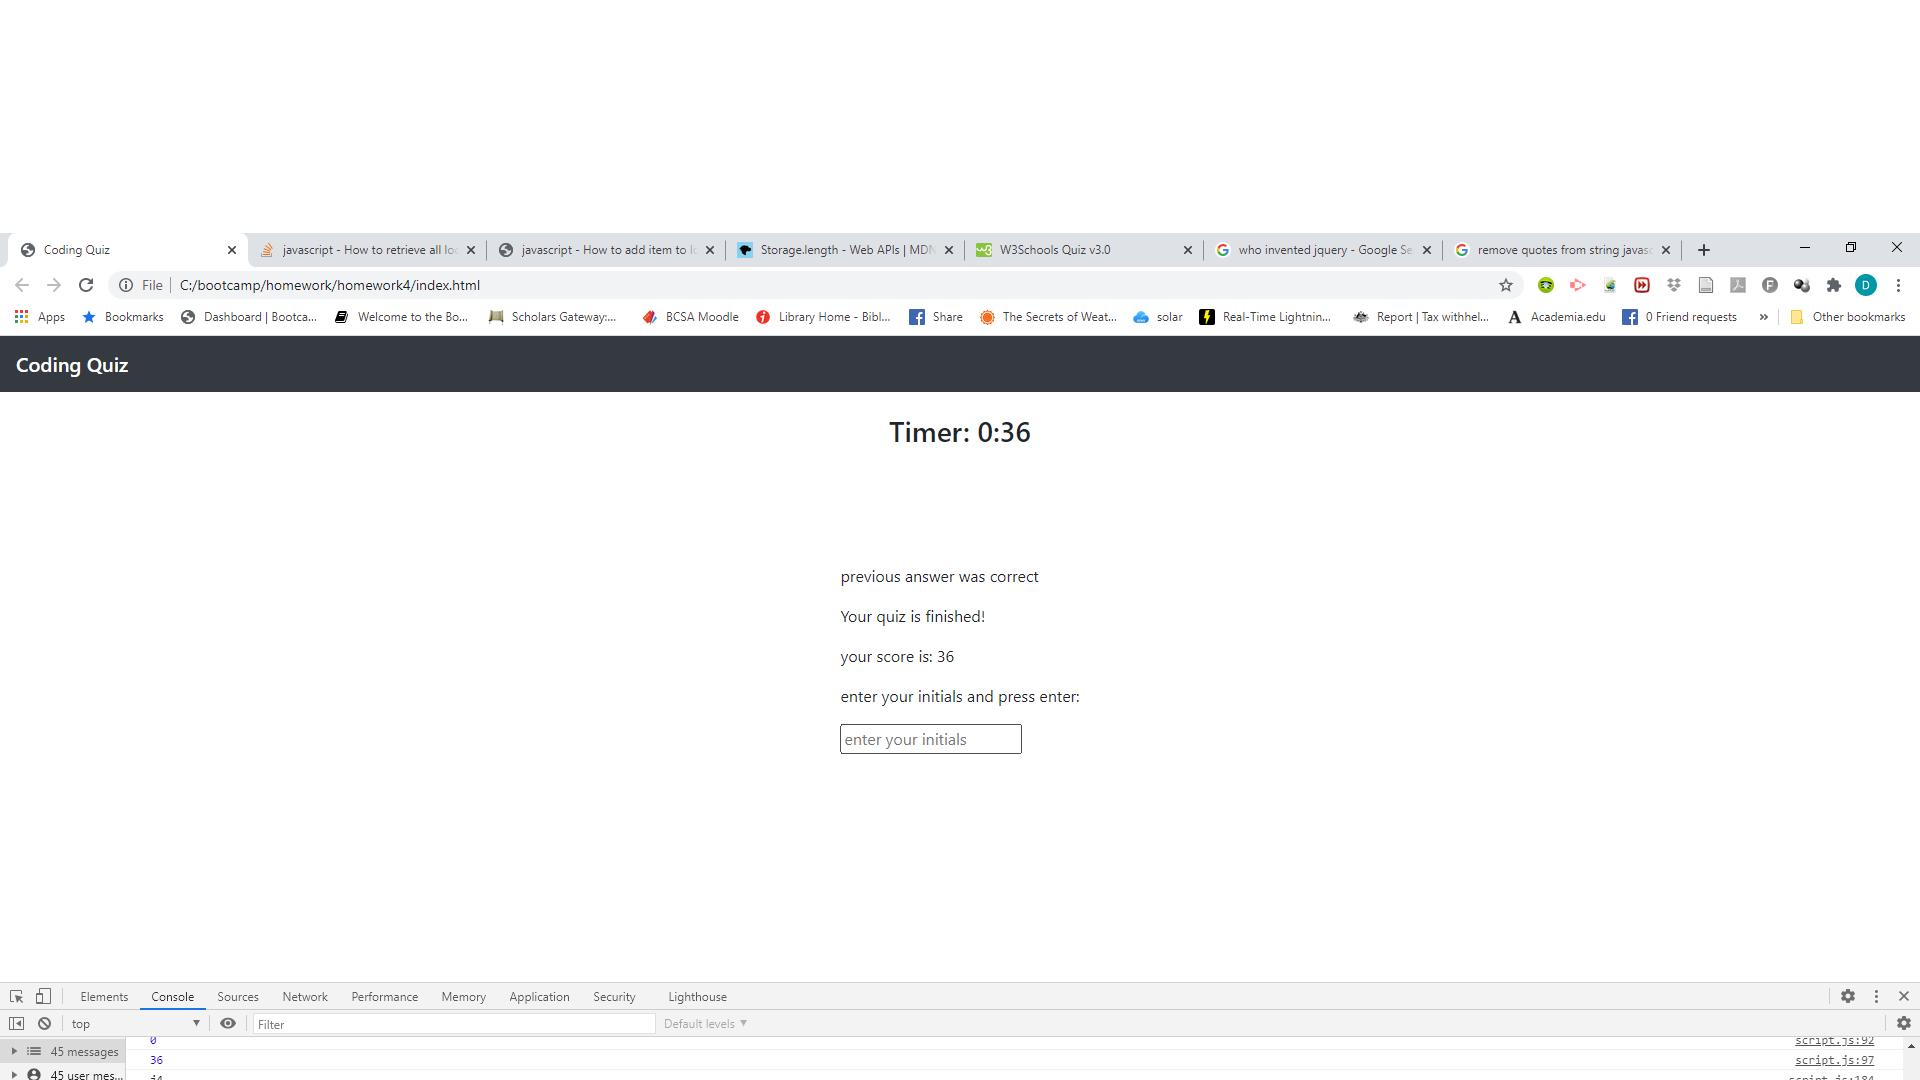 Coding Quiz
javascript - How to retrieve all loc
javascript - How to add item to lo
Storage.length - Web APIs | MDN
W3Schools Quiz v3.0
who invented jquery - Google Se
remove quotes from string javasc
File
C:/bootcamp/homework/homework4/index.html
D
Apps
Bookmarks
Dashboard | Bootca...
Welcome to the Bo...
Scholars Gateway:...
BCSA Moodle
Library Home - Bibl...
Share
The Secrets of Weat...
solar
Real-Time Lightnin...
Report | Tax withhel...
Academia.edu
0 Friend requests
»
Other bookmarks
Coding Quiz
Timer: 0:36
previous answer was correct
Your quiz is finished!
your score is: 36
enter your initials and press enter:
enter your initials
Elements
Console
Sources
Network
Performance
Memory
Application
Security
Lighthouse
top
Filter
Default levels
45 messages
0
script.js:92
36
script.js:97
45 user mes...
script.js:184